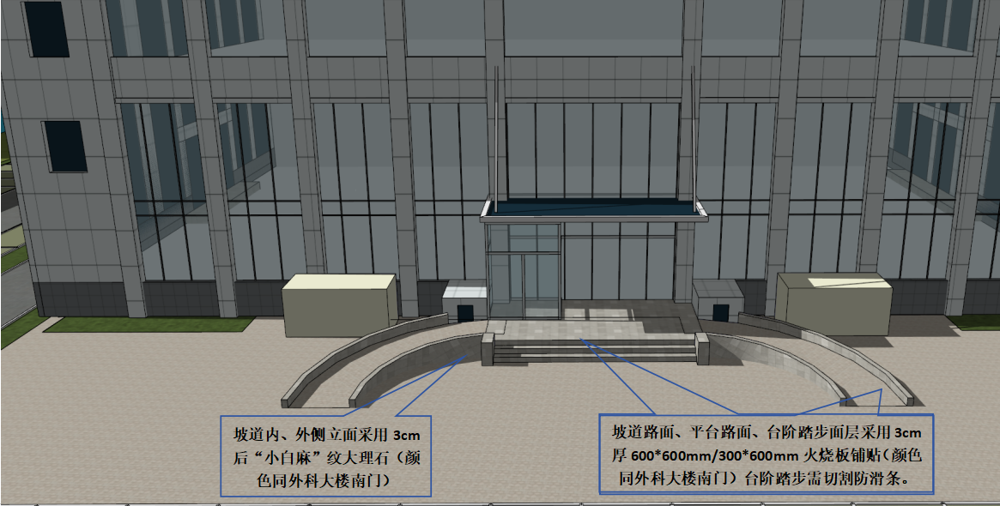 坡道内、外侧立面采用 3cm
后“小白麻”纹大理石（颜
色同外科大楼南门）
坡道路面、平台路面、台阶踏步面层采用 3cm
厚 600*600mm/300*600mm 火烧板铺贴（颜色
同外科大楼南门）台阶踏步需切割防滑条。